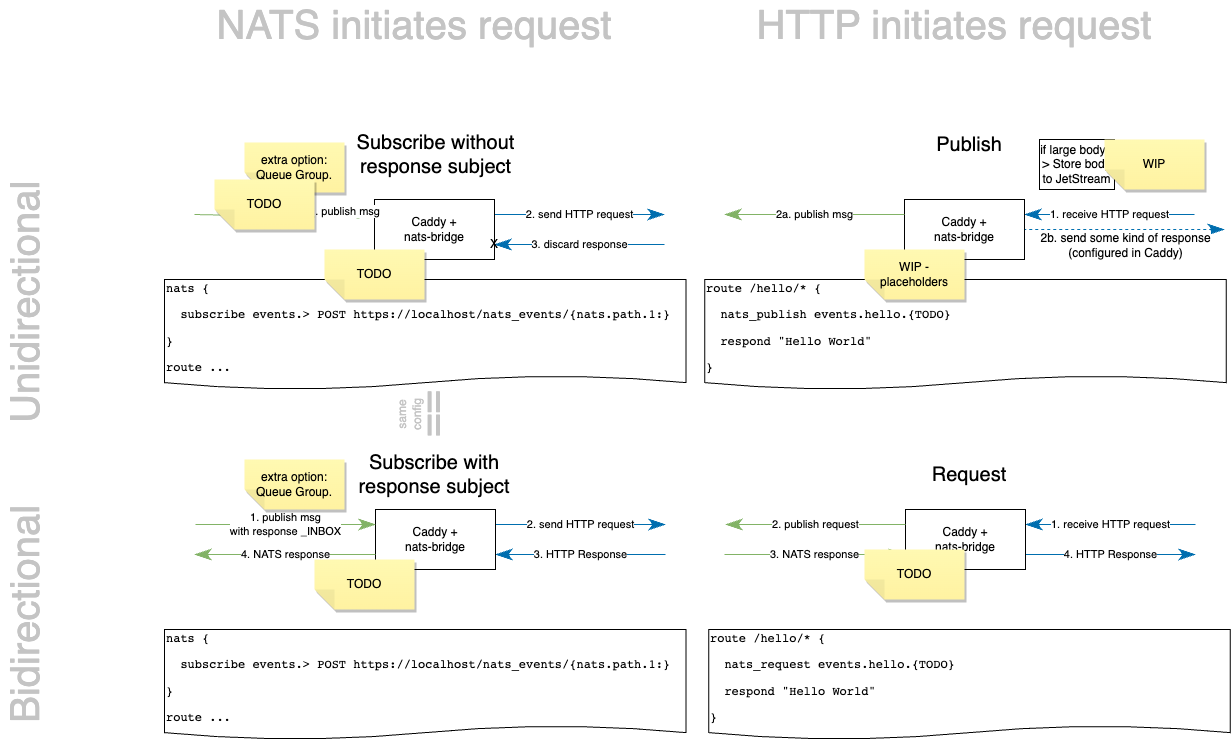 NATS initiates request
HTTP initiates request
Unidirectional
Bidirectional
Subscribe without
response subject
extra option:
Queue Group.
TODO
. publish msg
Caddy +
nats-bridge
2. send HTTP request
X
3. discard response
TODO
nats {
subscribe events.> POST https://localhost/nats_events/{nats.path.1:}
}
route ...
Publish
if large body
> Store bod
to JetStream
WIP
2a. publish msg
Caddy +
nats-bridge
1. receive HTTP request
2b. send some kind of response
(configured in Caddy)
WIP -
placeholders
route /hello/* {
nats_publish events.hello.{TODO}
respond "Hello World"
}
same
config
Subscribe with
response subject
extra option:
Queue Group.
1. publish msg
with response _INBOX
4. NATS response
Caddy +
nats-bridge
2. send HTTP request
3. HTTP Response
TODO
nats {
subscribe events.> POST https://localhost/nats_events/{nats.path.1:}
}
route ...
Request
2. publish request
3. NATS response
Caddy +
nats-bridge
1. receive HTTP request
4. HTTP Response
TODO
route /hello/* {
nats_request events.hello.{TODO}
respond "Hello World"
}